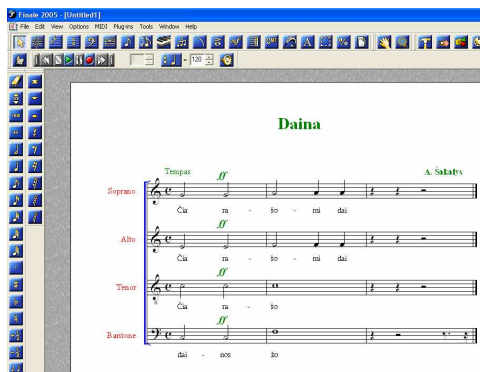 Finale 2005 - [Untitled1]
File Edit View Options MIDI Plug-ins Tools Window Help
= 120
Daina
Tempas
A. Šakalys
ff
Soprano
Čia ra - šo - mi dai
ff
Alto
Čia ra - šo - mi dai
ff
Tenor
Čia ra - šo
ff
Baritone
dai - nos žo